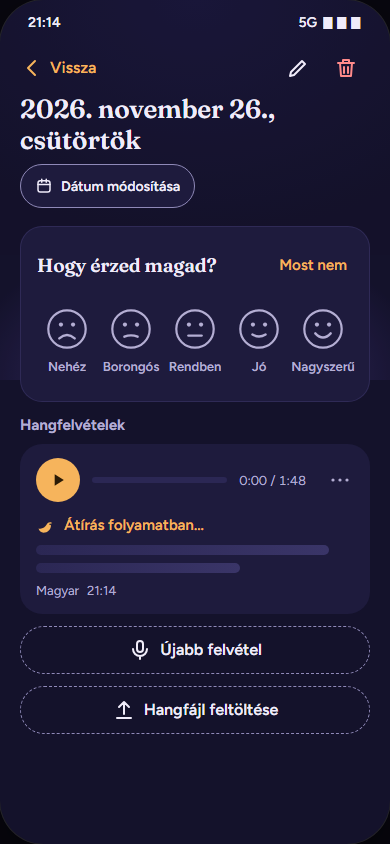 21:14 5G
Vissza
2026. november 26.,
csütörtök
Dátum módosítása
Hogy érzed magad? Most nem
Nehéz Borongós Rendben Jó Nagyszerű
Hangfelvételek
0:00 / 1:48
Átírás folyamatban...
Magyar 21:14
Újabb felvétel
Hangfájl feltöltése